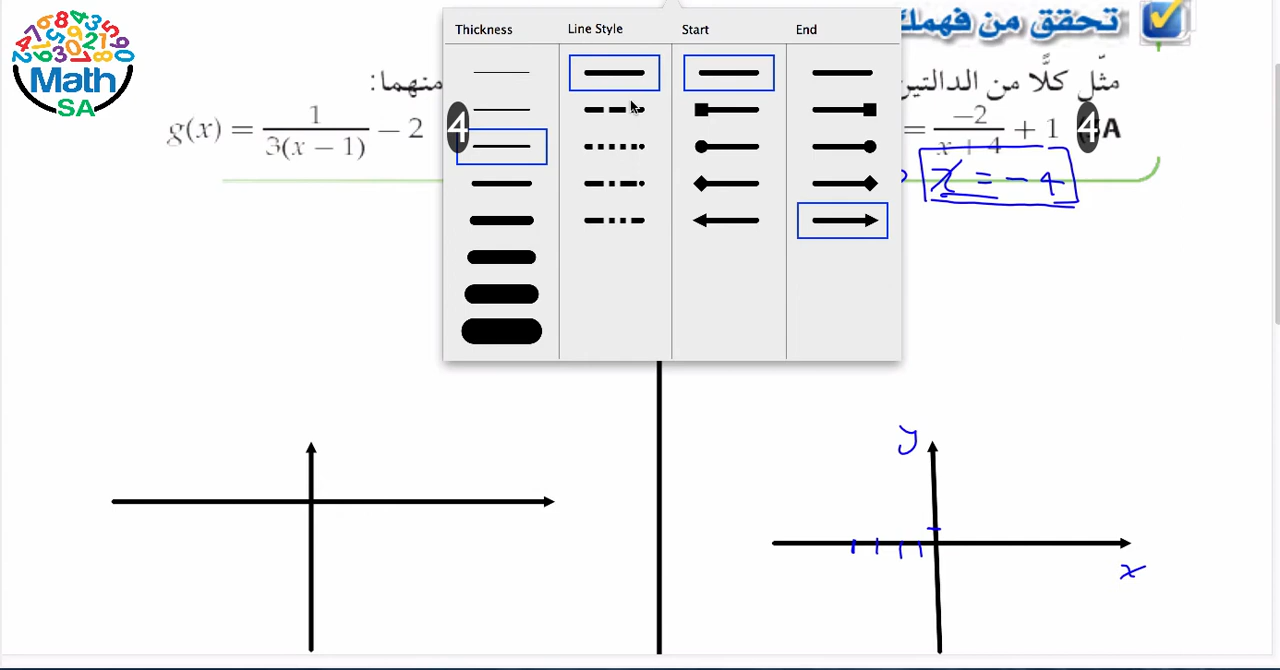 Math
SA
Thickness Line Style Start End
تحقق من فهمك
مثّل كلًّا من الدالتين منهما:
g(x) = 1/3(x − 1) − 2
4
= −2/x + 4 + 1
4A
x = −4
y
x